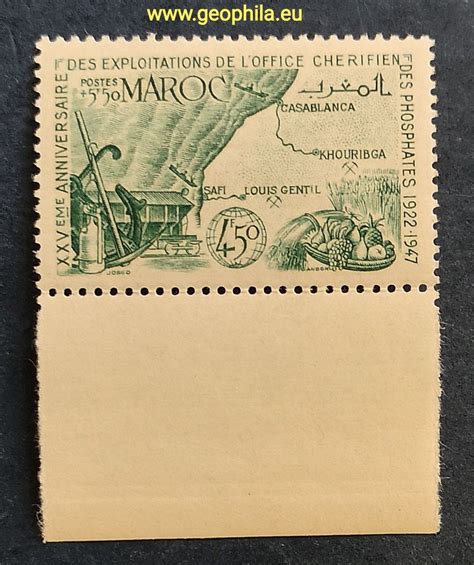 www.geophila.eu
XXVEME ANNIVERSAIRE DES EXPLOITATIONS DE L'OFFICE CHERIFIEN DES PHOSPHATES 1922-1947
POSTES
+5F50 MAROC المغرب
CASABLANCA
KHOURIBGA
SAFI LOUIS GENTIL
4F50